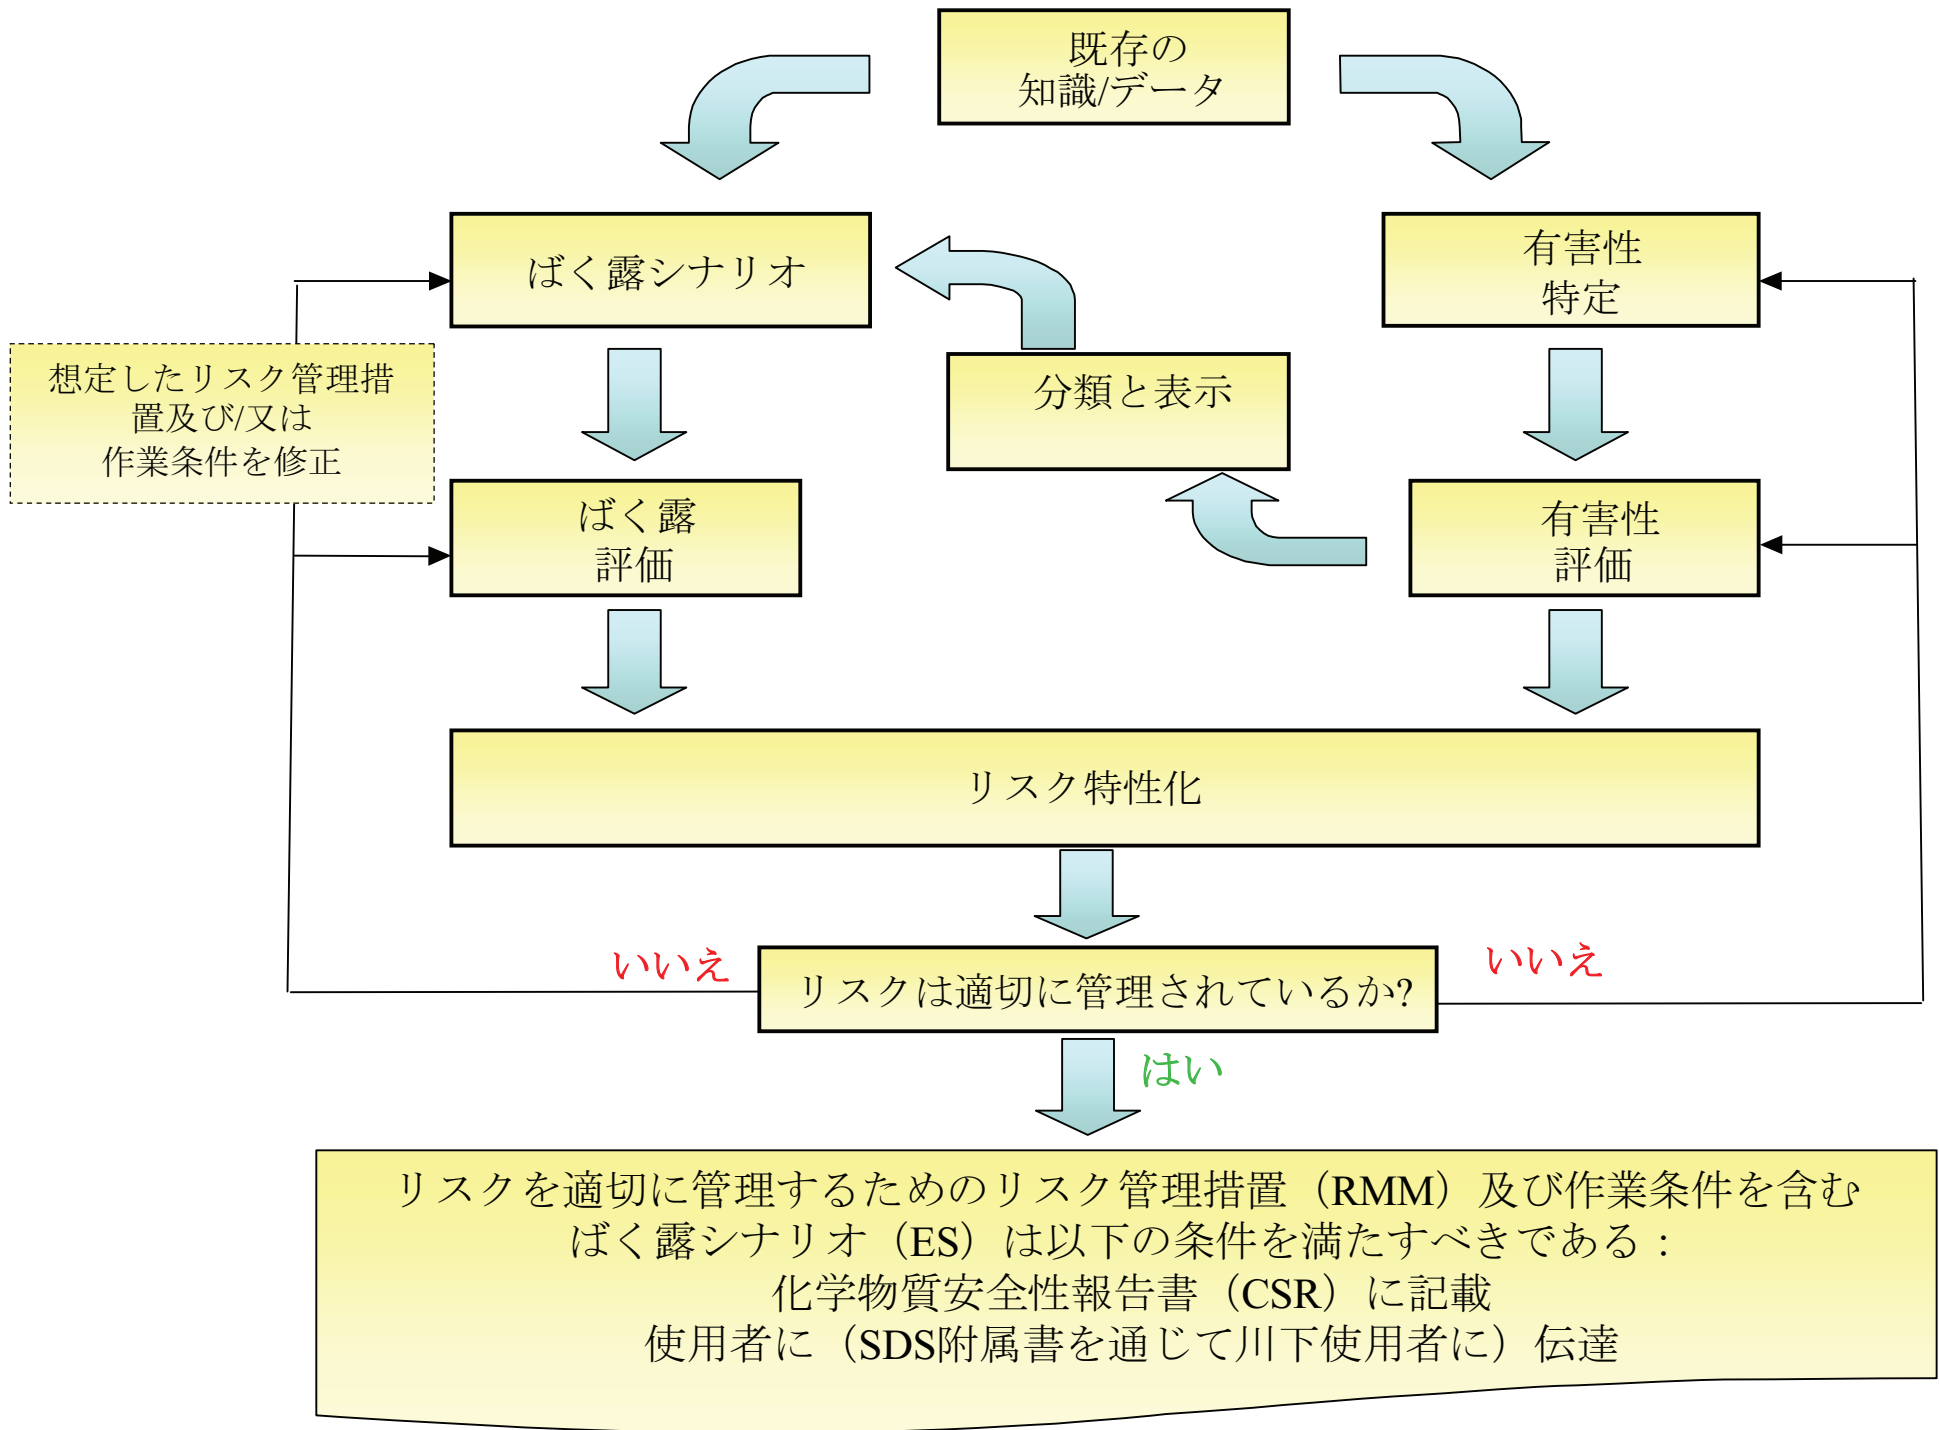 既存の
知識/データ
ばく露シナリオ
有害性
特定
想定したリスク管理措
置及び/又は
作業条件を修正
分類と表示
ばく露
評価
有害性
評価
リスク特性化
いいえ
リスクは適切に管理されているか?
いいえ
はい
リスクを適切に管理するためのリスク管理措置（RMM）及び作業条件を含む
ばく露シナリオ（ES）は以下の条件を満たすべきである：
化学物質安全性報告書（CSR）に記載
使用者に（SDS附属書を通じて川下使用者に）伝達